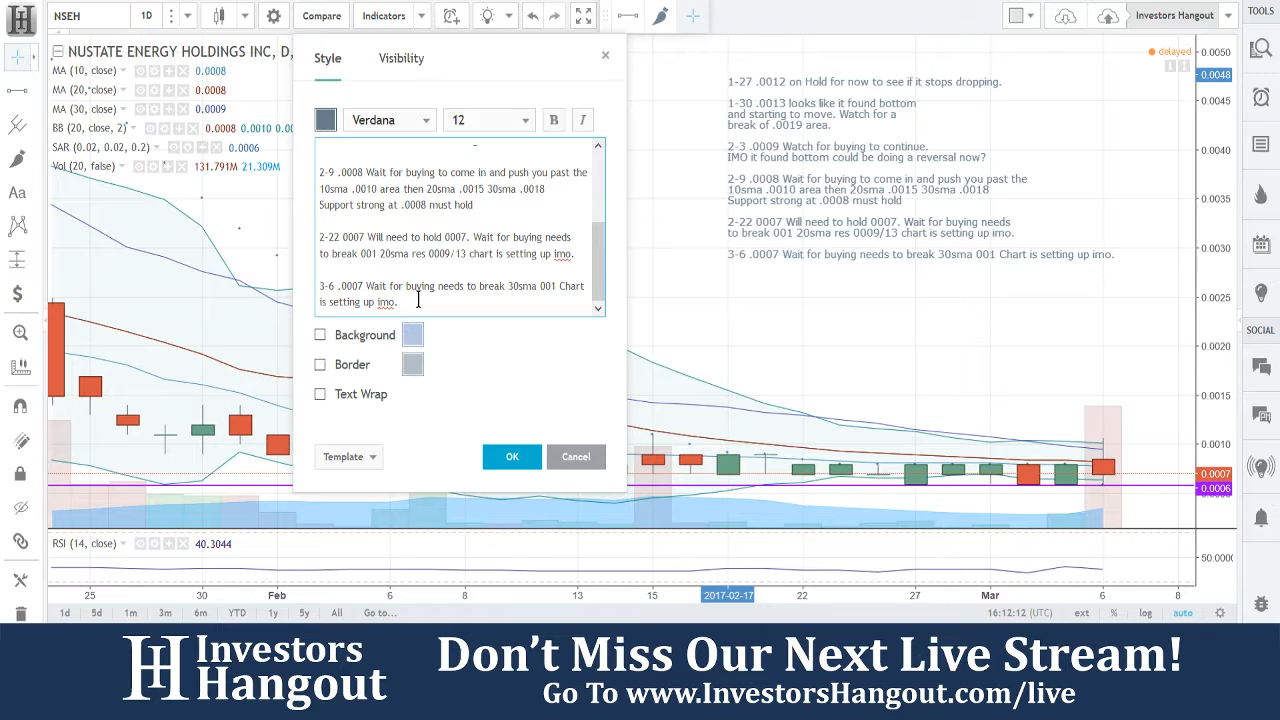 NSEH 1D Compare Indicators Investors Hangout
NUSTATE ENERGY HOLDINGS INC, D,
MA (10, close) 0.0008
MA (20, close) 0.0008
MA (30, close) 0.0009
BB (20, close, 2) 0.0008 0.0010 0.00
SAR (0.02, 0.02, 0.2) 0.0006
Vol (20, false) 131.791M 21.309M
Style Visibility ×
Verdana 12 B I
2-9 .0008 Wait for buying to come in and push you past the
10sma .0010 area then 20sma .0015 30sma .0018
Support strong at .0008 must hold
2-22 0007 Will need to hold 0007. Wait for buying needs
to break 001 20sma res 0009/13 chart is setting up imo.
3-6 .0007 Wait for buying needs to break 30sma 001 Chart
is setting up imo.
Background
Border
Text Wrap
Template OK Cancel
1-27 .0012 on Hold for now to see if it stops dropping.
1-30 .0013 looks like it found bottom
and starting to move. Watch for a
break of .0019 area.
2-3 .0009 Watch for buying to continue.
IMO it found bottom could be doing a reversal now?
2-9 .0008 Wait for buying to come in and push you past the
10sma .0010 area then 20sma .0015 30sma .0018
Support strong at .0008 must hold
2-22 0007 Will need to hold 0007. Wait for buying needs
to break 001 20sma res 0009/13 chart is setting up imo.
3-6 .0007 Wait for buying needs to break 30sma 001 Chart is setting up imo.
delayed
0.0050
0.0048
0.0045
0.0040
0.0035
0.0030
0.0025
0.0020
0.0015
0.0010
0.0007
0.0006
TOOLS
SOCIAL
Aa
$
RSI (14, close) 40.3044
50.0000
25 30 Feb 6 8 13 15 2017-02-17 22 27 Mar 6 8
1d 5d 1m 3m 6m YTD 1y 5y All Go to... 16:12:12 (UTC) ext % log auto
Investors
Hangout
Don't Miss Our Next Live Stream!
Go To www.InvestorsHangout.com/live